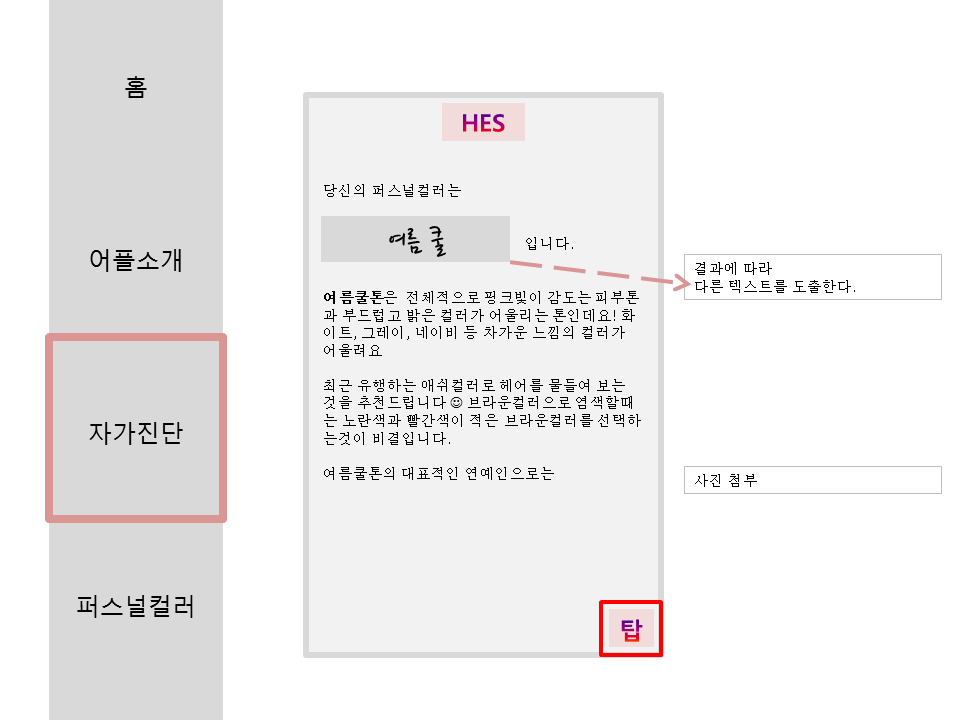 홈
어플소개
자가진단
퍼스널컬러
HES
당신의 퍼스널컬러는
여름 쿨
입니다.
여름쿨톤은 전체적으로 핑크빛이 감도는 피부톤
과 부드럽고 밝은 컬러가 어울리는 톤인데요! 화
이트, 그레이, 네이비 등 차가운 느낌의 컬러가
어울려요
최근 유행하는 애쉬컬러로 헤어를 물들여 보는
것을 추천드립니다 ☺ 브라운컬러으로 염색할때
는 노란색과 빨간색이 적은 브라운컬러를 선택하
는것이 비결입니다.
여름쿨톤의 대표적인 연예인으로는
탑
결과에 따라
다른 텍스트를 도출한다.
사진 첨부